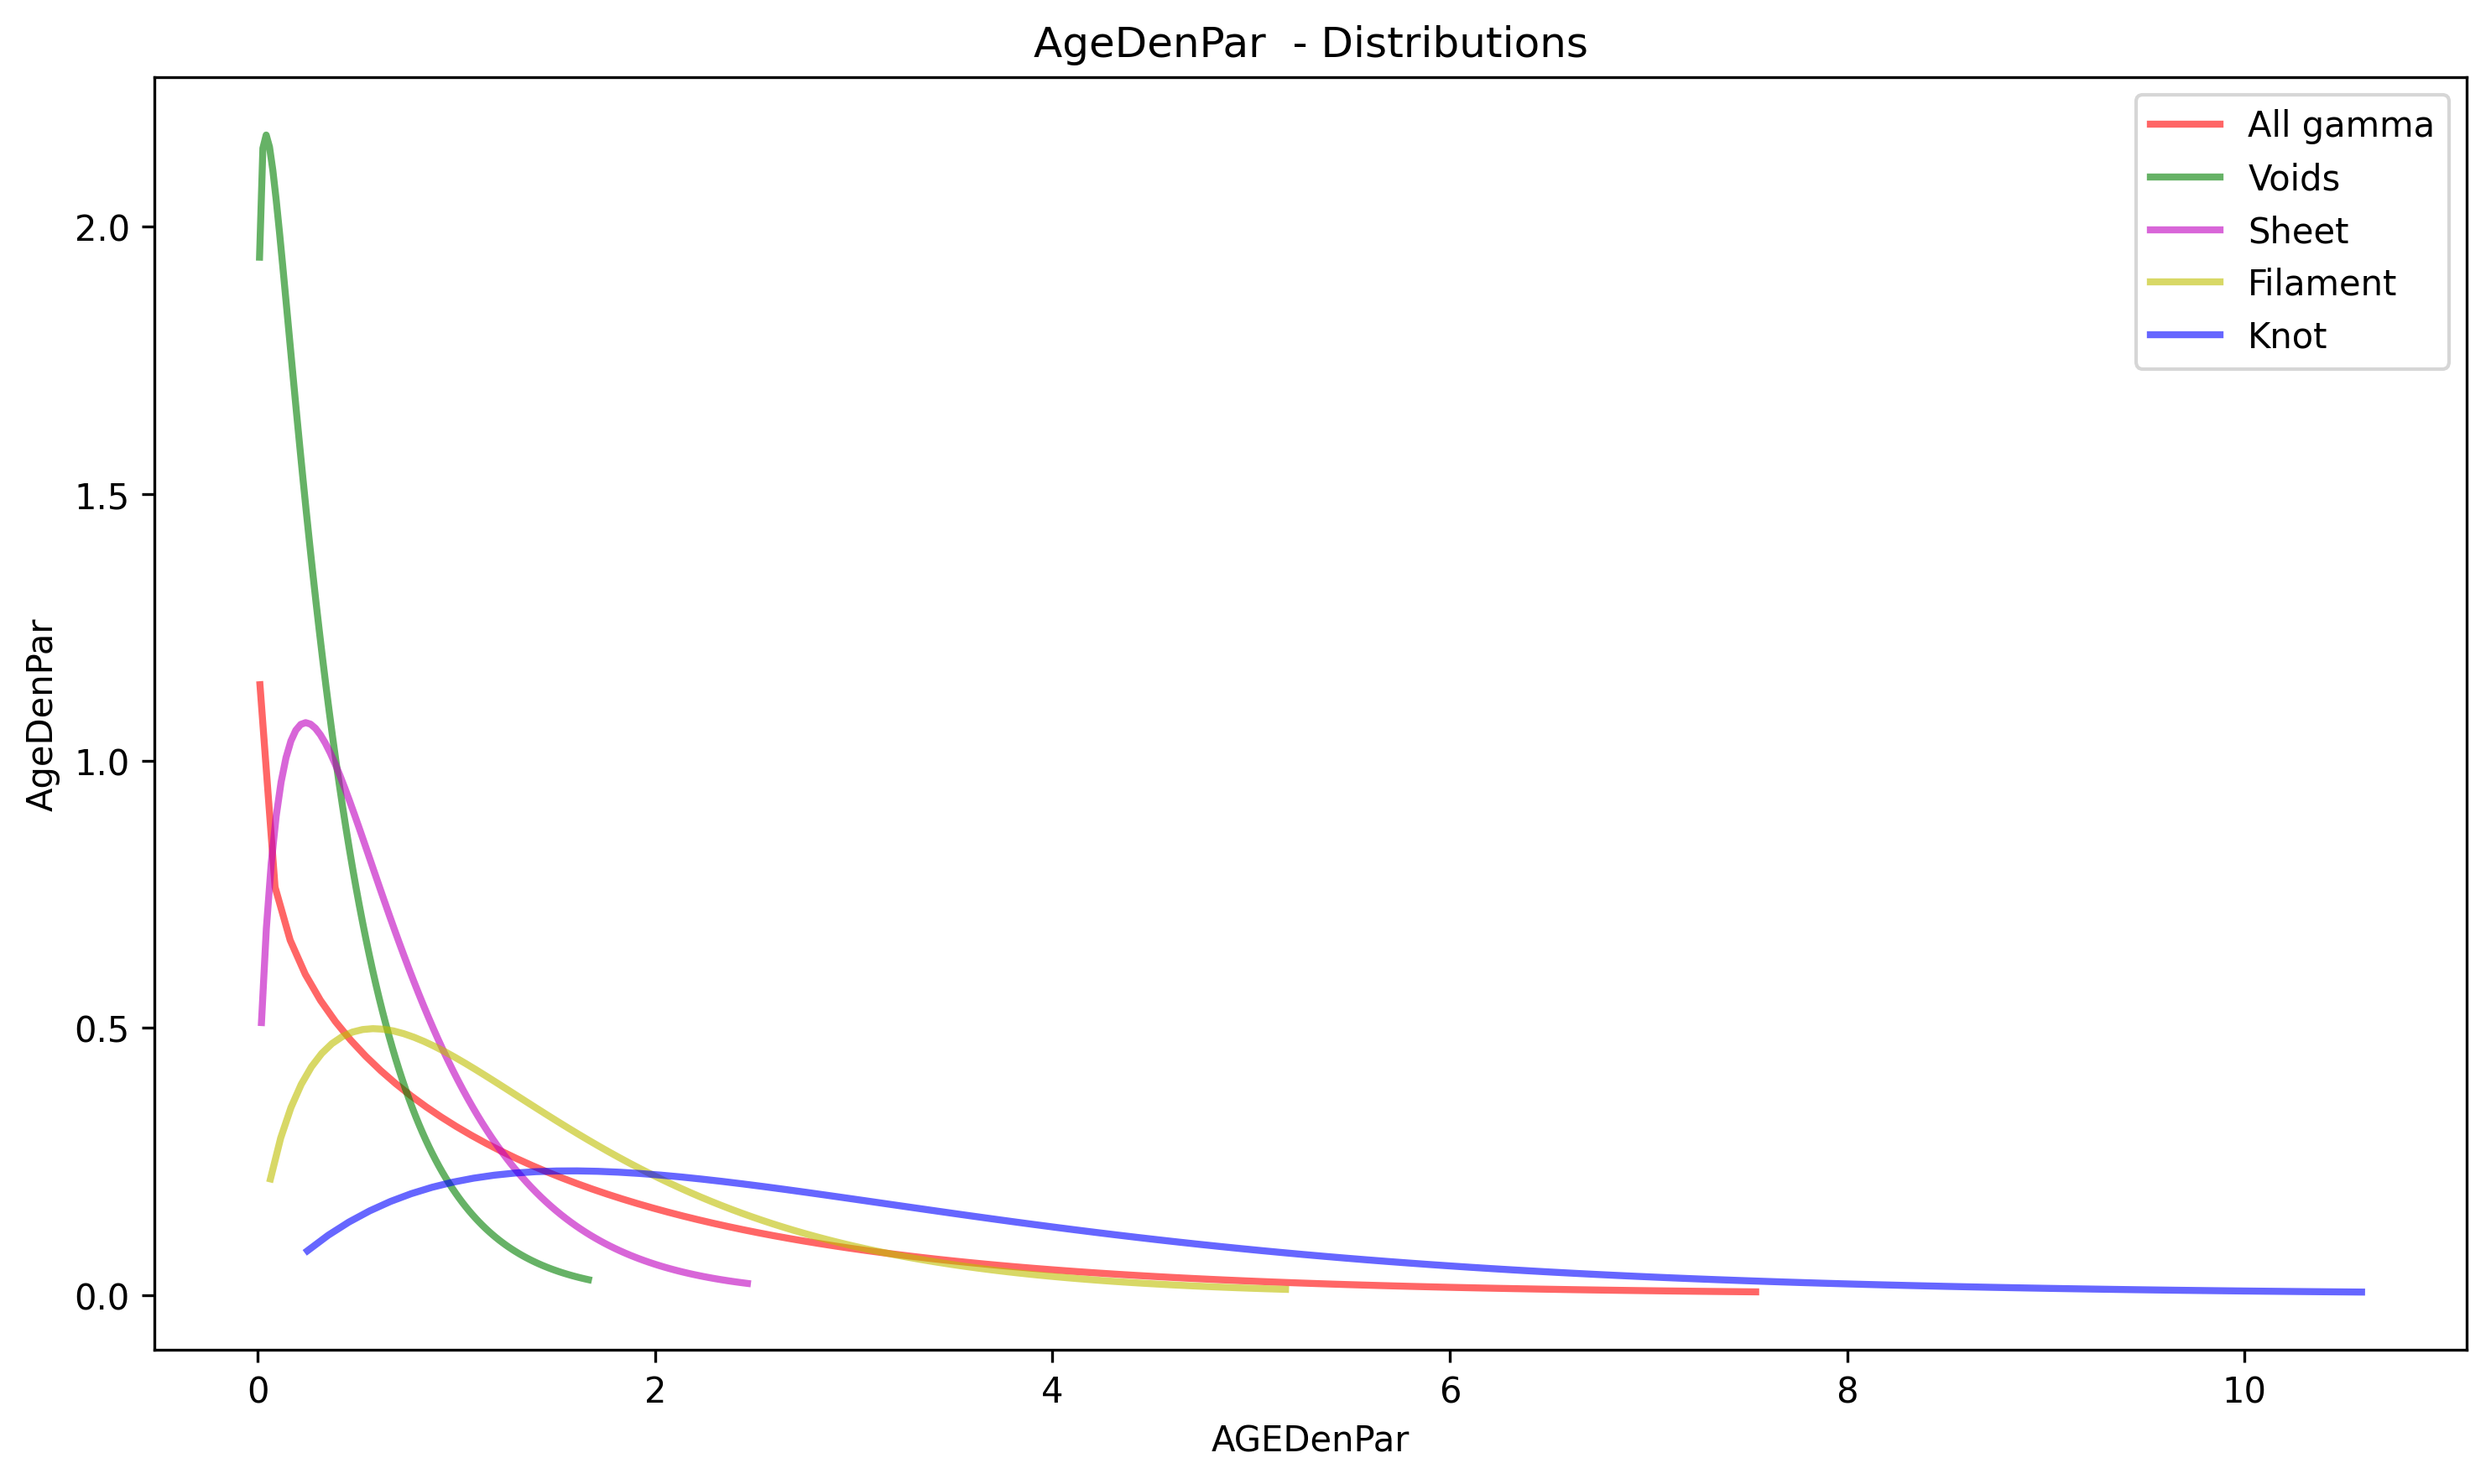 AgeDenPar - Distributions
All gamma
Voids
Sheet
Filament
Knot
AgeDenPar
2.0
1.5
1.0
0.5
0.0
0 2 4 6 8 10
AGEDenPar